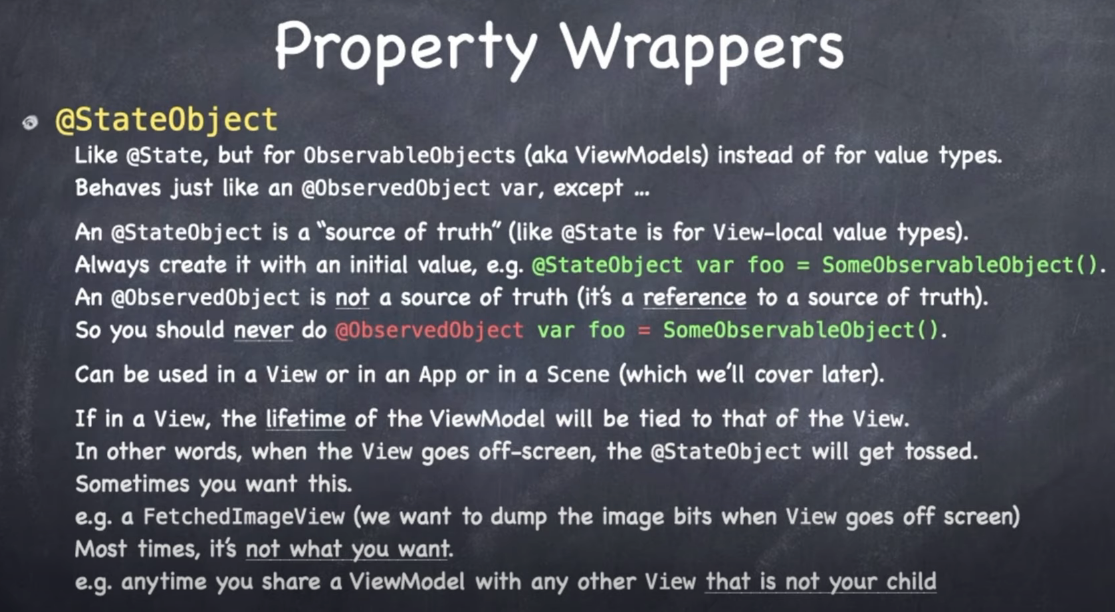 Property Wrappers
@StateObject
Like @State, but for ObservableObjects (aka ViewModels) instead of for value types.
Behaves just like an @ObservedObject var, except ...
An @StateObject is a “source of truth” (like @State is for View-local value types).
Always create it with an initial value, e.g. @StateObject var foo = SomeObservableObject().
An @ObservedObject is not a source of truth (it’s a reference to a source of truth).
So you should never do @ObservedObject var foo = SomeObservableObject().
Can be used in a View or in an App or in a Scene (which we’ll cover later).
If in a View, the lifetime of the ViewModel will be tied to that of the View.
In other words, when the View goes off-screen, the @StateObject will get tossed.
Sometimes you want this.
e.g. a FetchedImageView (we want to dump the image bits when View goes off screen)
Most times, it’s not what you want.
e.g. anytime you share a ViewModel with any other View that is not your child